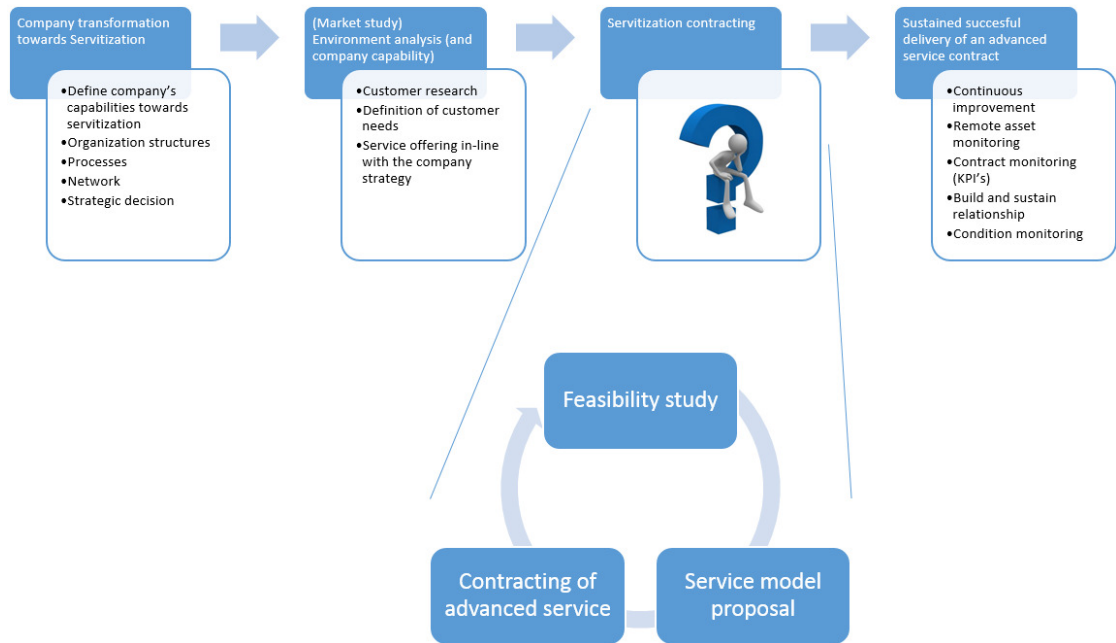 Company transformation
towards Servitization
•Define company's
capabilities towards
servitization
•Organization structures
•Processes
•Network
•Strategic decision
(Market study)
Environment analysis (and
company capability)
•Customer research
•Definition of customer
needs
•Service offering in-line
with the company
strategy
Servitization contracting
Sustained succesful
delivery of an advanced
service contract
•Continuous
improvement
•Remote asset
monitoring
•Contract monitoring
(KPI's)
•Build and sustain
relationship
•Condition monitoring
Feasibility study
Contracting of
advanced service
Service model
proposal